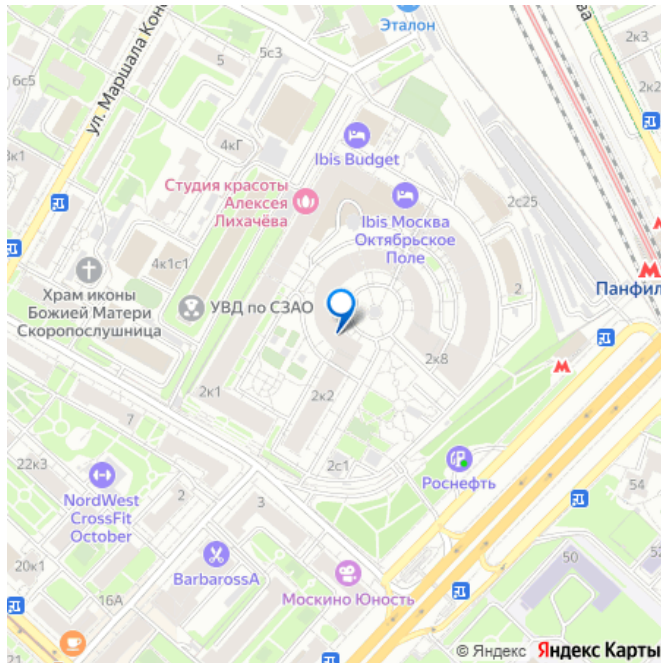 Эталон
2к3
5с3
5
6с5
ул. Маршала Кон
4кГ
Ibis Budget
3к1
Студия красоты
Алексея
Лихачёва
Ibis Москва
Октябрьское
Поле
2с25
4к1с1
Храм иконы
Божией Матери
Скоропослушница
УВД по СЗАО
2
Панфил
2к8
2к1
2к2
7
2с1
Роснефть
22к3
NordWest
CrossFit
October
2
3
54
50
52
20к1
16А
BarbarossA
Москино Юность
© Яндекс Яндекс Карты